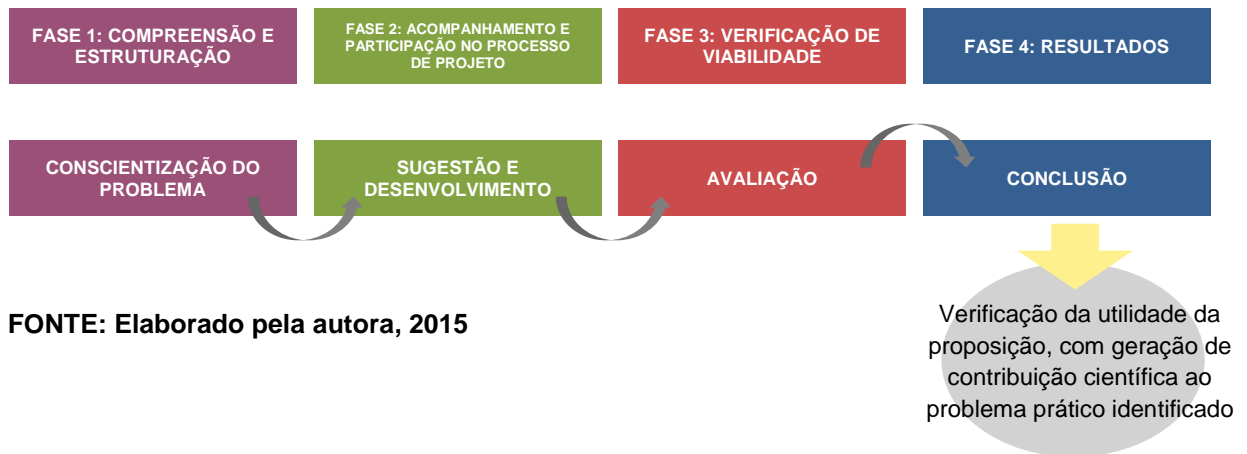 FASE 1: COMPREENSÃO E
ESTRUTURAÇÃO
FASE 2: ACOMPANHAMENTO E
PARTICIPAÇÃO NO PROCESSO
DE PROJETO
FASE 3: VERIFICAÇÃO DE
VIABILIDADE
FASE 4: RESULTADOS
CONSCIENTIZAÇÃO DO
PROBLEMA
SUGESTÃO E
DESENVOLVIMENTO
AVALIAÇÃO
CONCLUSÃO
FONTE: Elaborado pela autora, 2015
Verificação da utilidade da
proposição, com geração de
contribuição científica ao
problema prático identificado